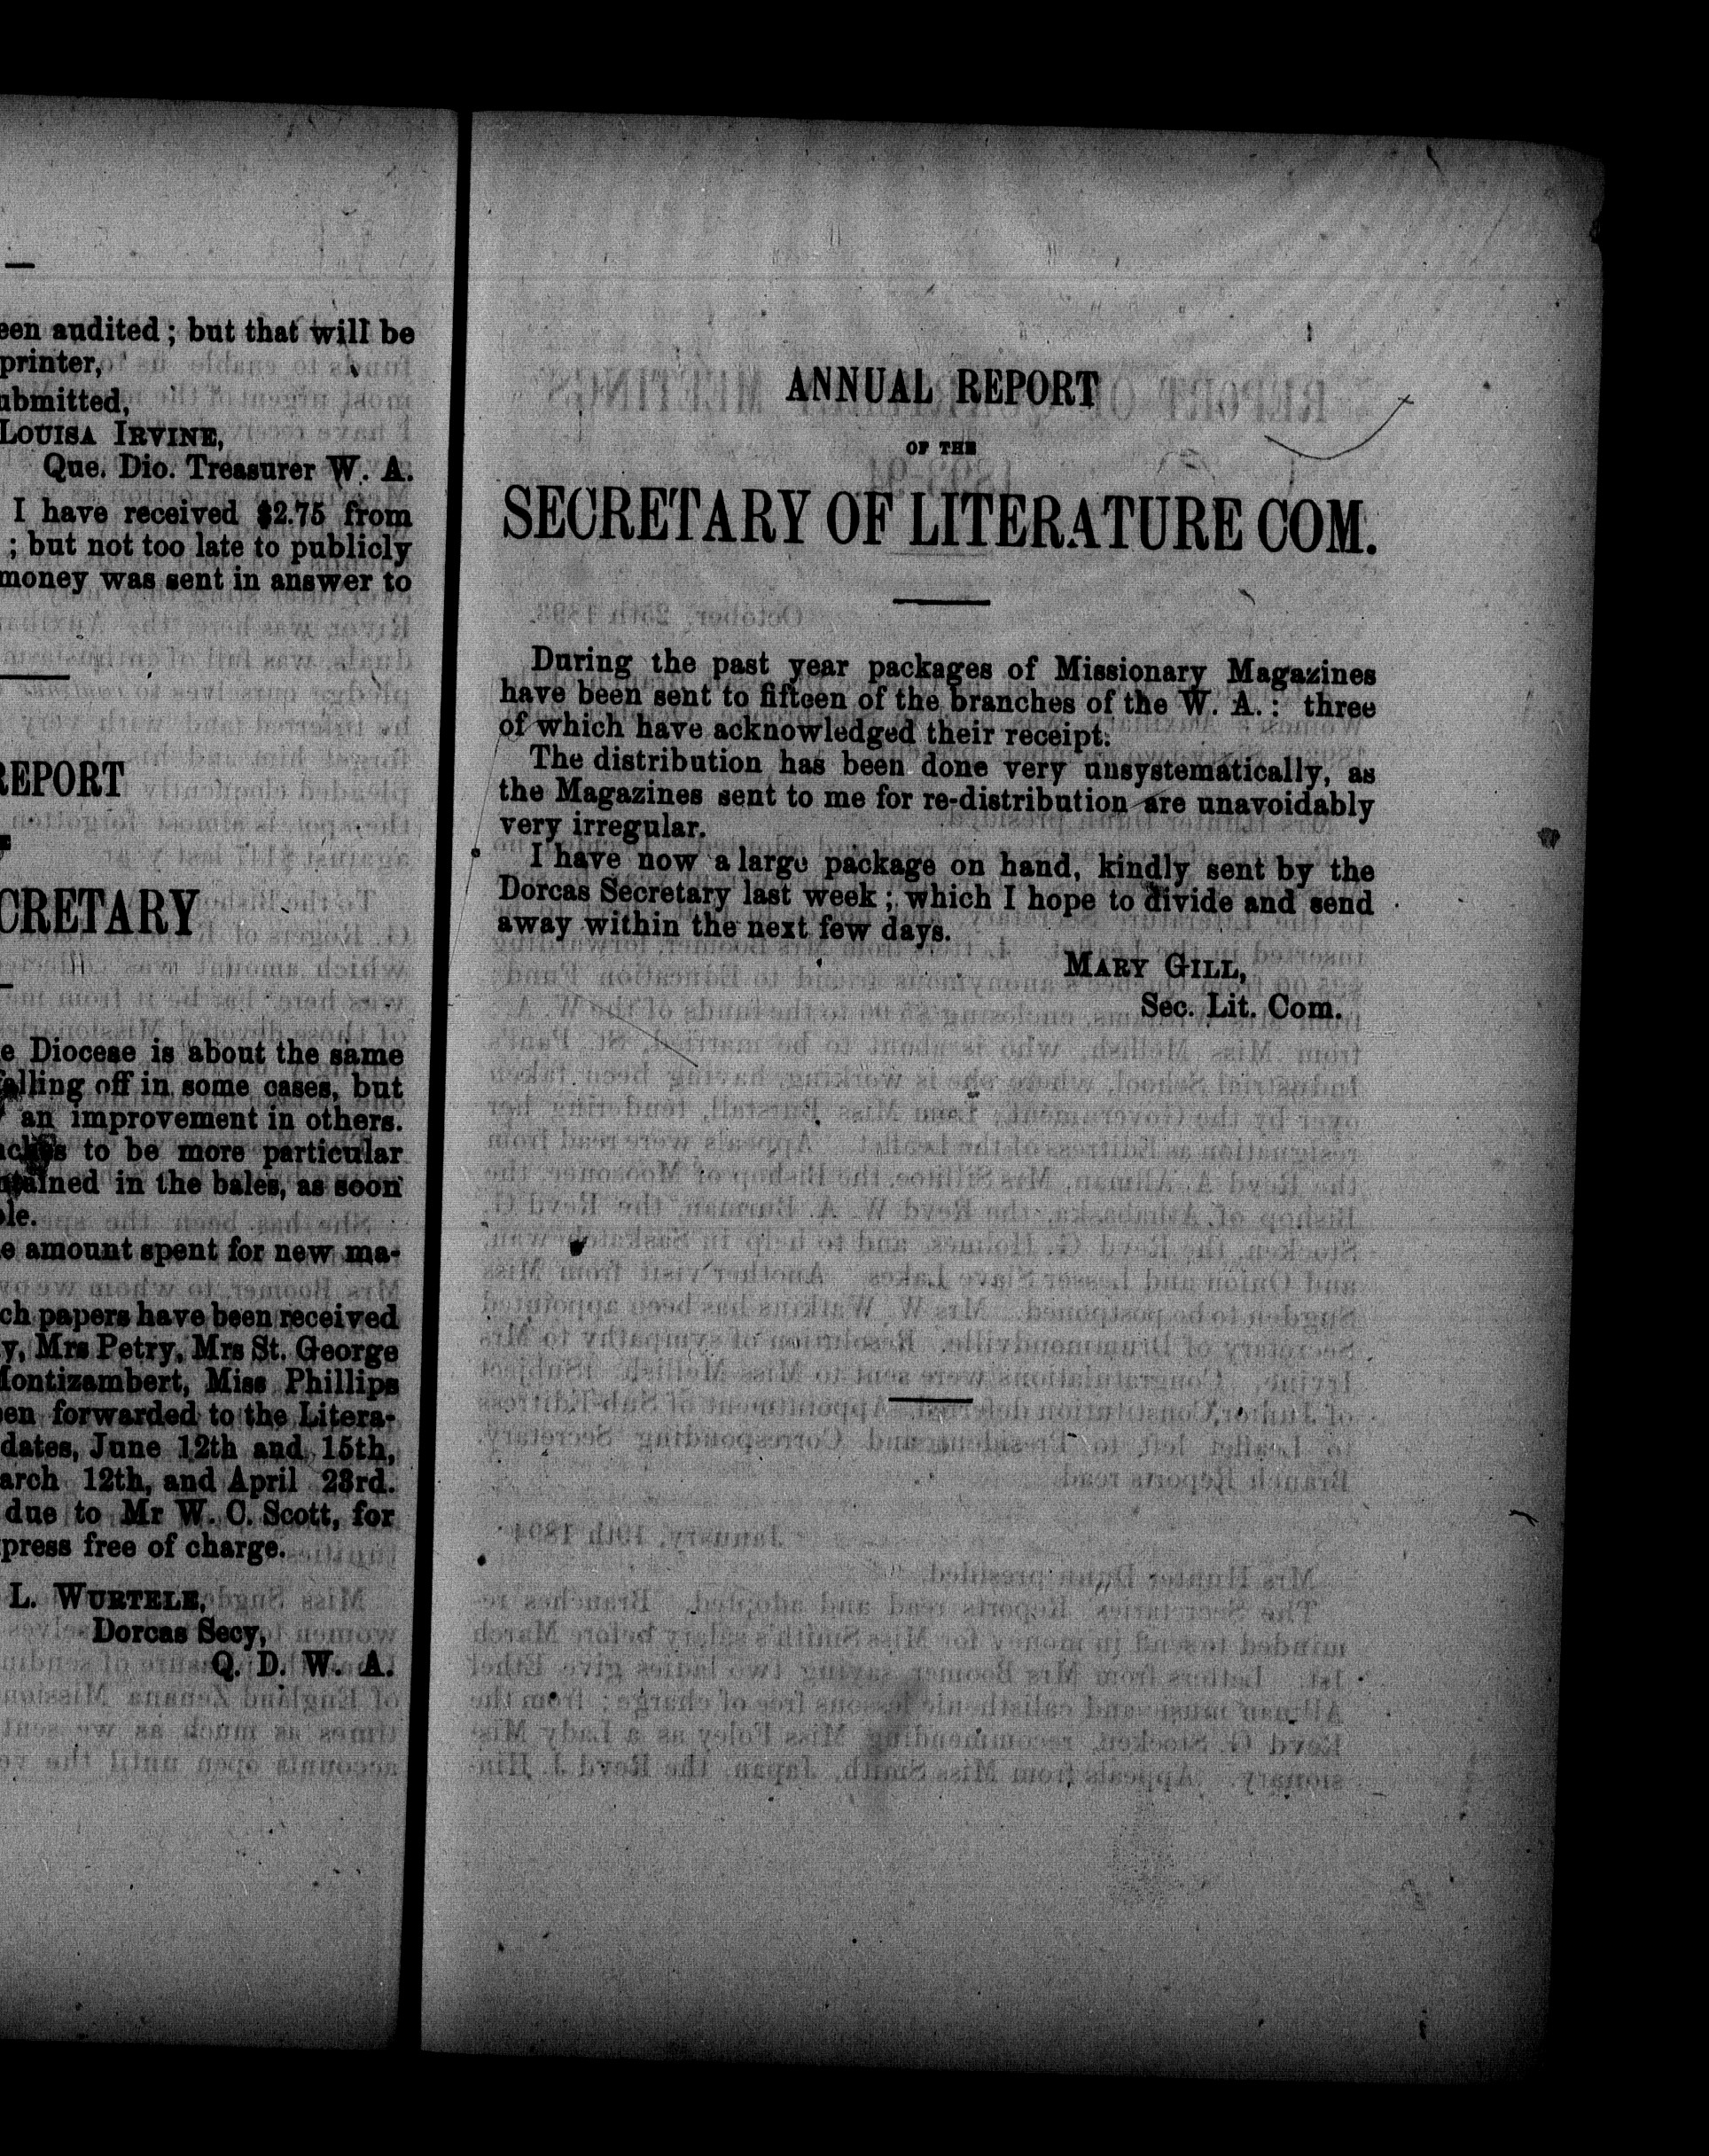 een audited ; but that will be
printer,
ubmitted,
LOUISA IRVINE,
Que. Dio. Treasurer W. A.
I have received $2.75 from
; but not too late to publicly
money was sent in answer to
REPORT
CRETARY
e Diocese is about the same
falling off in some cases, but
an improvement in others.
to be more particular
ntained in the bales, as soon
ble.
e amount spent for new ma-
ch papers have been received
y, Mrs Petry, Mrs St. George
Montizambert, Miss Phillips
en forwarded to the Litera-
dates, June 12th and 15th,
arch 12th, and April 23rd.
due to Mr W. C. Scott, for
press free of charge.
L. WURTELE,
Dorcas Secy,
Q. D. W. A.
ANNUAL REPORT
OF THE
SECRETARY OF LITERATURE COM.
During the past year packages of Missionary Magazines
have been sent to fifteen of the branches of the W. A. : three
of which have acknowledged their receipt.
The distribution has been done very unsystematically, as
the Magazines sent to me for re-distribution are unavoidably
very irregular.
I have now a large package on hand, kindly sent by the
Dorcas Secretary last week ; which I hope to divide and send
away within the next few days.
MARY GILL,
Sec. Lit. Com.